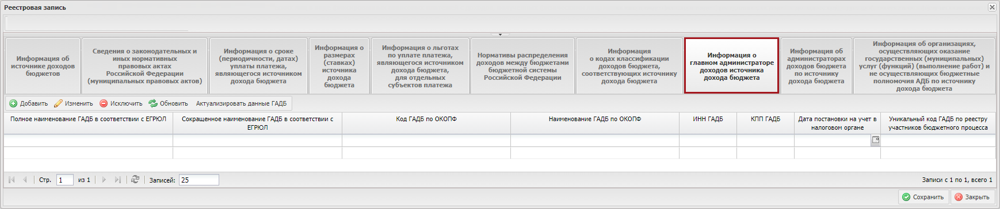 Реестровая запись
Информация об
источнике доходов
бюджетов
Сведения о законодательных и
иных нормативных
правовых актах
Российской Федерации
(муниципальных правовых актов)
Информация о сроке
(периодичности, датах)
уплаты платежа,
являющегося источником
дохода бюджета
Информация о
размерах
(ставках)
источника
дохода
бюджета
Информация о льготах
по уплате платежа,
являющегося источником
дохода бюджета,
для отдельных
субъектов платежа
Нормативы распределения
доходов между бюджетами
бюджетной системы
Российской Федерации
Информация
о кодах классификации
доходов бюджета,
соответствующих источнику
дохода бюджета
Информация о
главном администраторе
доходов источника
дохода бюджета
Информация об
администраторах
доходов бюджета
по источнику
дохода бюджета
Информация об организациях,
осуществляющих оказание
государственных (муниципальных)
услуг (функций) (выполнение работ) и
не осуществляющих бюджетные
полномочия АДБ по источнику
дохода бюджета
Добавить Изменить Исключить Обновить Актуализировать данные ГАДБ
Полное наименование ГАДБ в соответствии с ЕГРЮЛ
Сокращенное наименование ГАДБ в соответствии с
ЕГРЮЛ
Код ГАДБ по ОКОПФ
Наименование ГАДБ по ОКОПФ
ИНН ГАДБ
КПП ГАДБ
Дата постановки на учет в
налоговом органе
Уникальный код ГАДБ по реестру
участников бюджетного процесса
Стр. 1 из 1 Записей: 25 Записи с 1 по 1, всего 1
Сохранить Закрыть